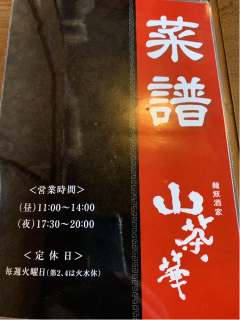 菜譜
麺飯酒家
山茶華
<営業時間>
(昼)11:00～14:00
(夜)17:30～20:00
<定休日>
毎週火曜日(第2,4は火水休)